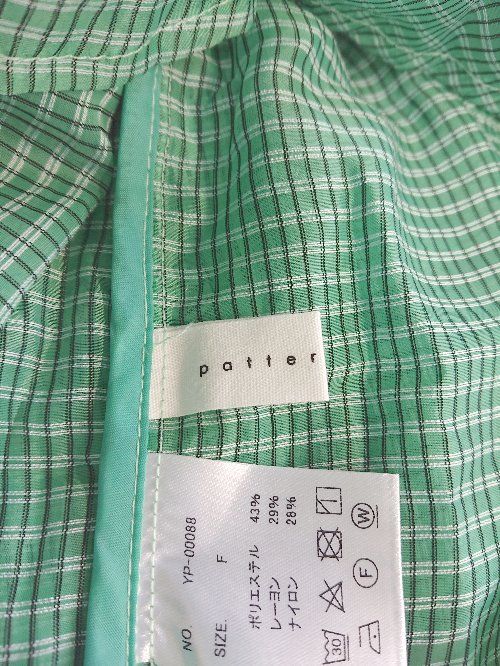 patter
NO. YP-00088
SIZE. F
ポリエステル 43%
レーヨン 29%
ナイロン 28%
30
F
W